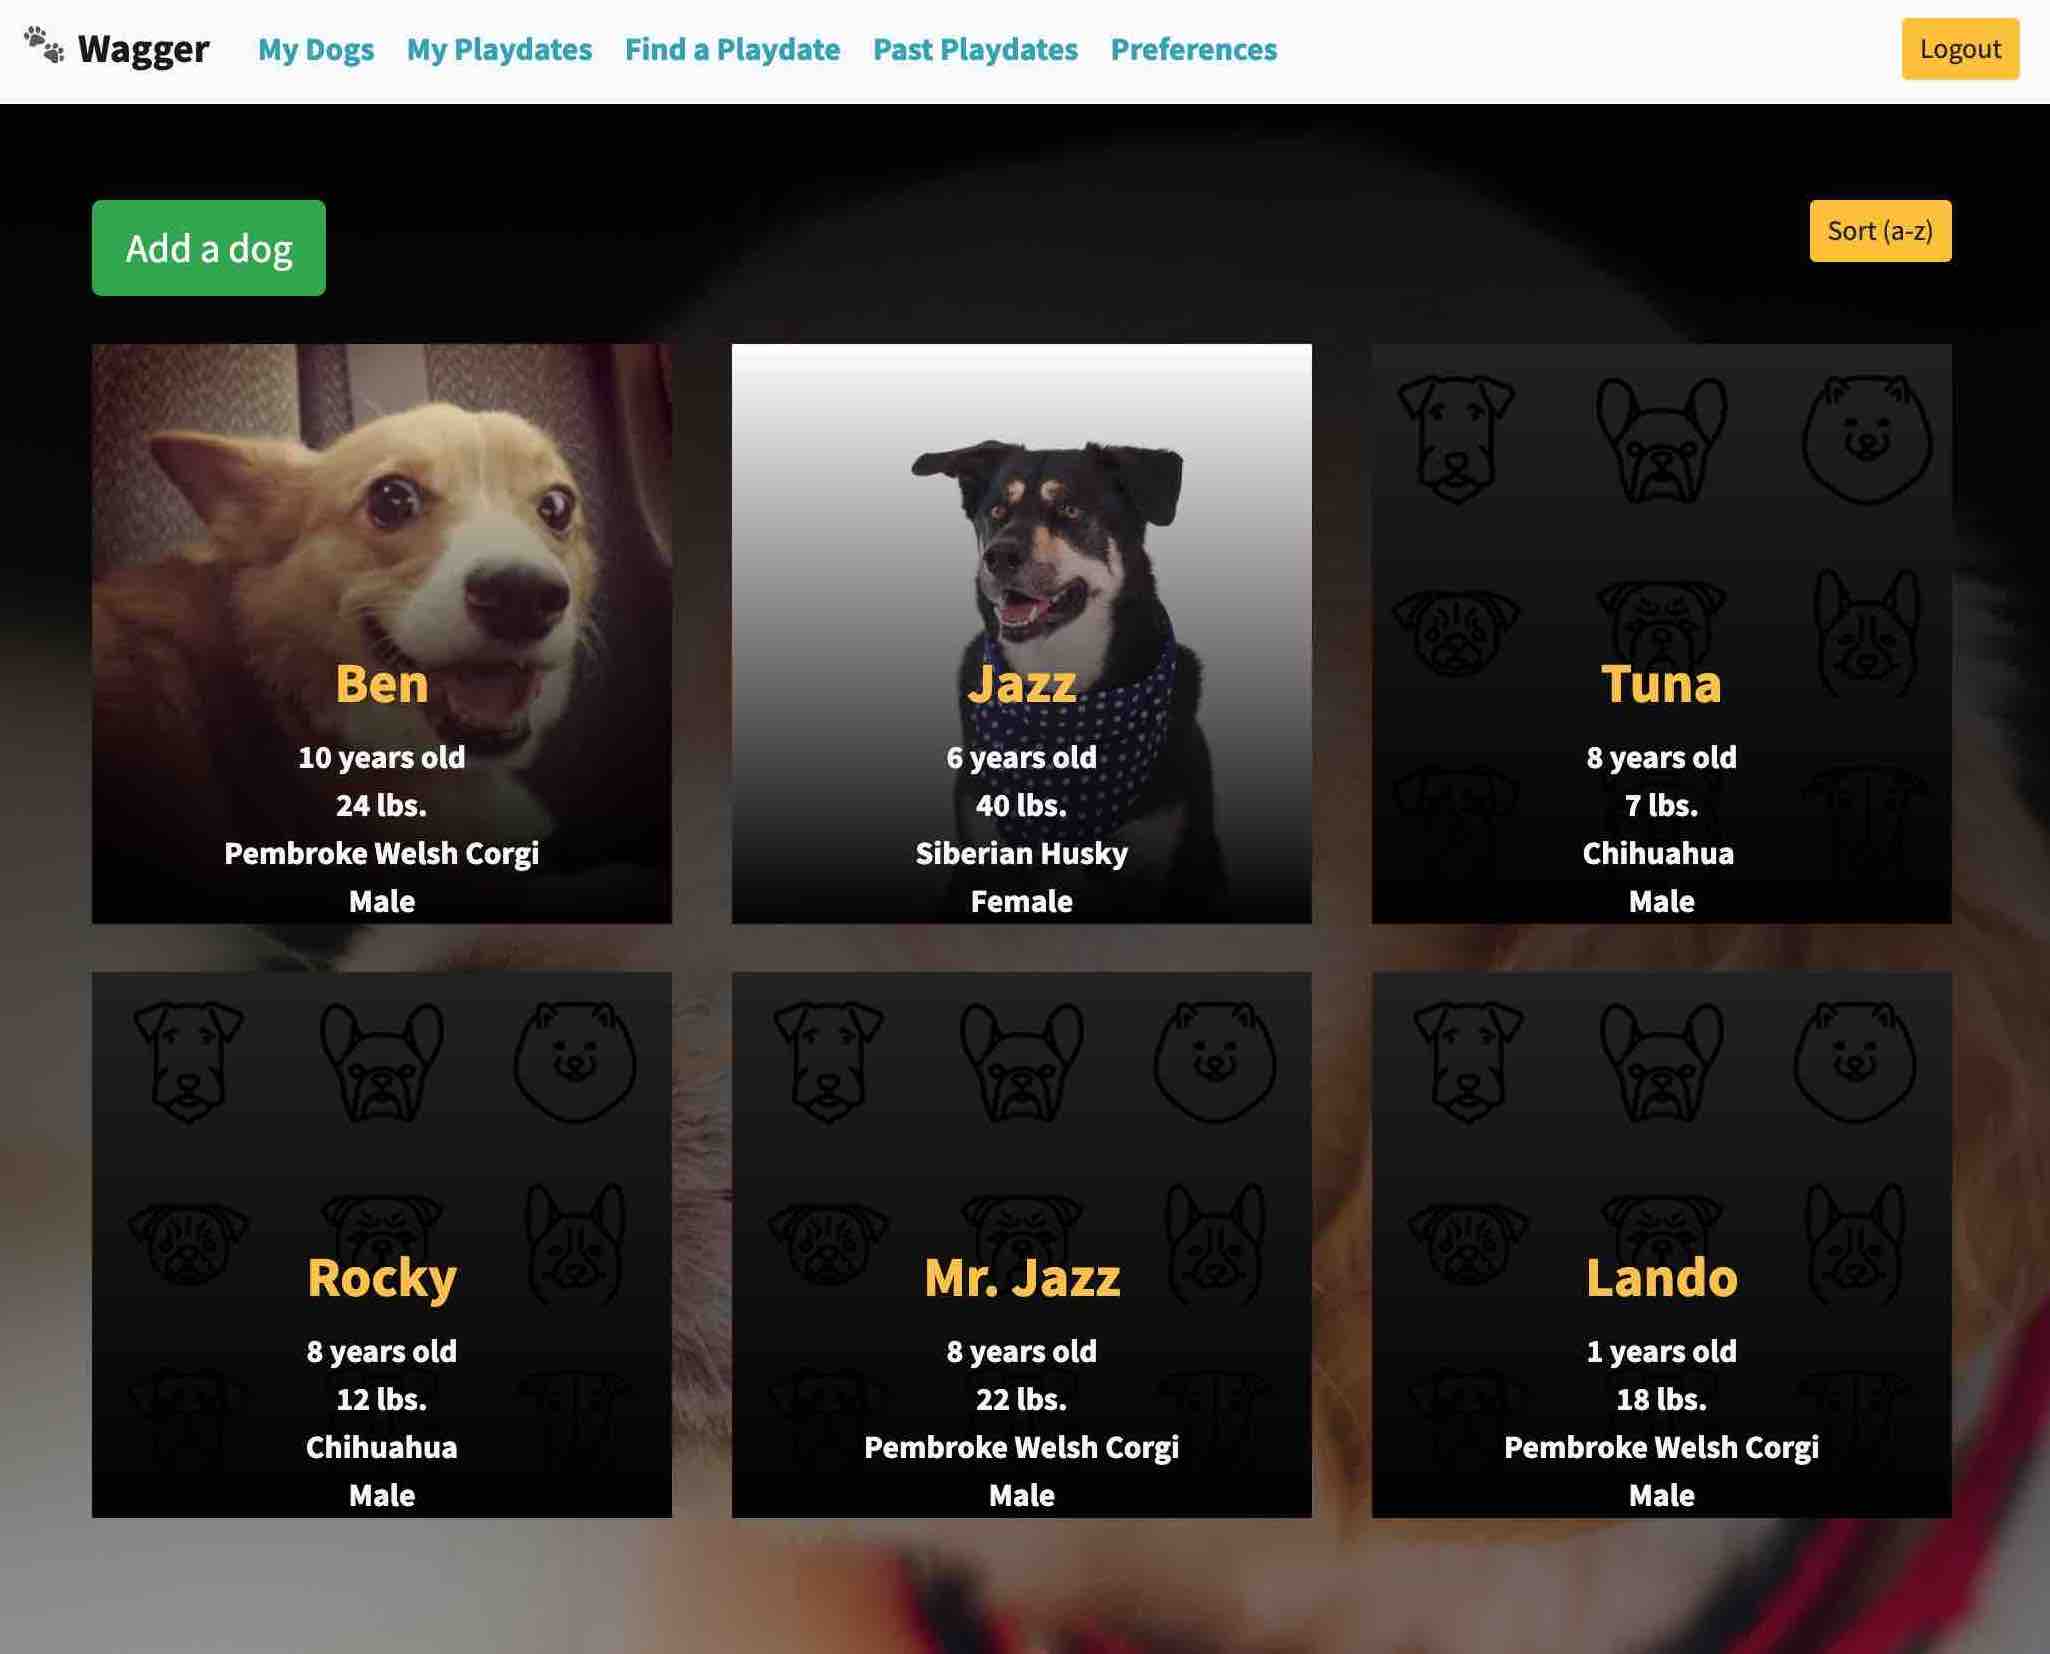 Wagger My Dogs My Playdates Find a Playdate Past Playdates Preferences Logout
Add a dog Sort (a-z)
Ben
10 years old
24 lbs.
Pembroke Welsh Corgi
Male
Jazz
6 years old
40 lbs.
Siberian Husky
Female
Tuna
8 years old
7 lbs.
Chihuahua
Male
Rocky
8 years old
12 lbs.
Chihuahua
Male
Mr. Jazz
8 years old
22 lbs.
Pembroke Welsh Corgi
Male
Lando
1 years old
18 lbs.
Pembroke Welsh Corgi
Male